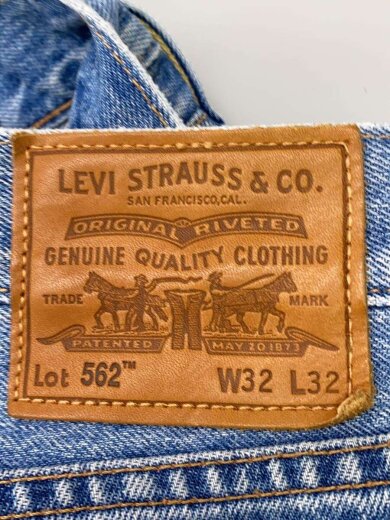 LEVI STRAUSS & CO.
SAN FRANCISCO, CAL.
ORIGINAL RIVETED
GENUINE QUALITY CLOTHING
TRADE MARK
PATENTED MAY 20 1873
Lot 562™ W32 L32